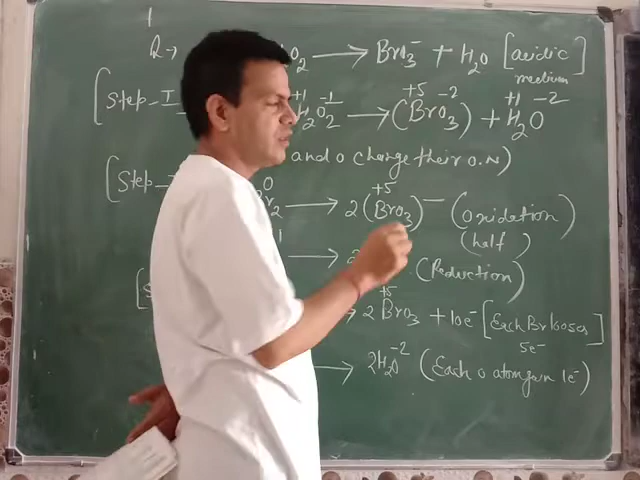 Q → O2 → BrO3⁻ + H2O [acidic medium]
[Step-I +1 H2O2 -1 → (+5 BrO3 -2) + +1 H2O -2
and O change their O.N)
[Step- Br2 0 → 2(+5 BrO3)⁻ (Oxidation half)
→ 2 (Reduction)
[S → 2 +5 BrO3 + 10e⁻ [Each Br loses 5e⁻]
→ 2H2O -2 (Each O atom gain 1e⁻)